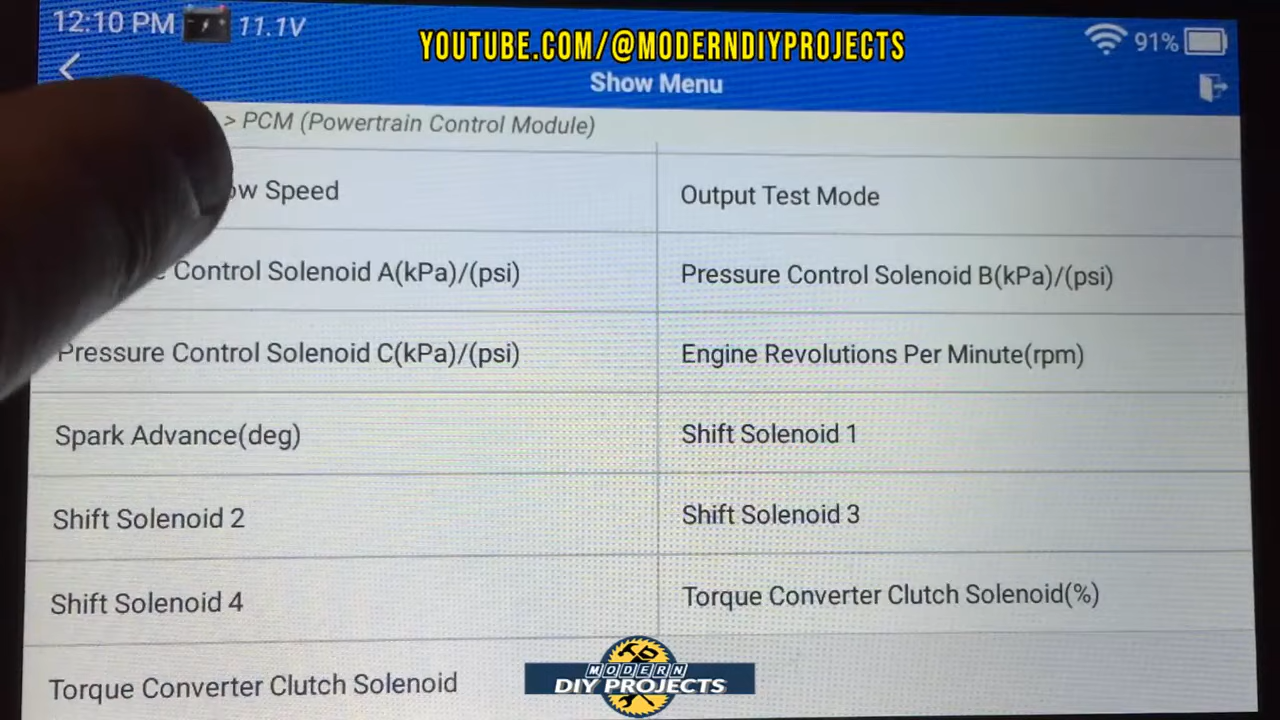 12:10 PM 11.1V
YOUTUBE.COM/@MODERNDIYPROJECTS
91%
Show Menu
> PCM (Powertrain Control Module)
Speed
Output Test Mode
Control Solenoid A(kPa)/(psi)
Pressure Control Solenoid B(kPa)/(psi)
Pressure Control Solenoid C(kPa)/(psi)
Engine Revolutions Per Minute(rpm)
Spark Advance(deg)
Shift Solenoid 1
Shift Solenoid 2
Shift Solenoid 3
Shift Solenoid 4
Torque Converter Clutch Solenoid(%)
Torque Converter Clutch Solenoid
MODERN
DIY PROJECTS